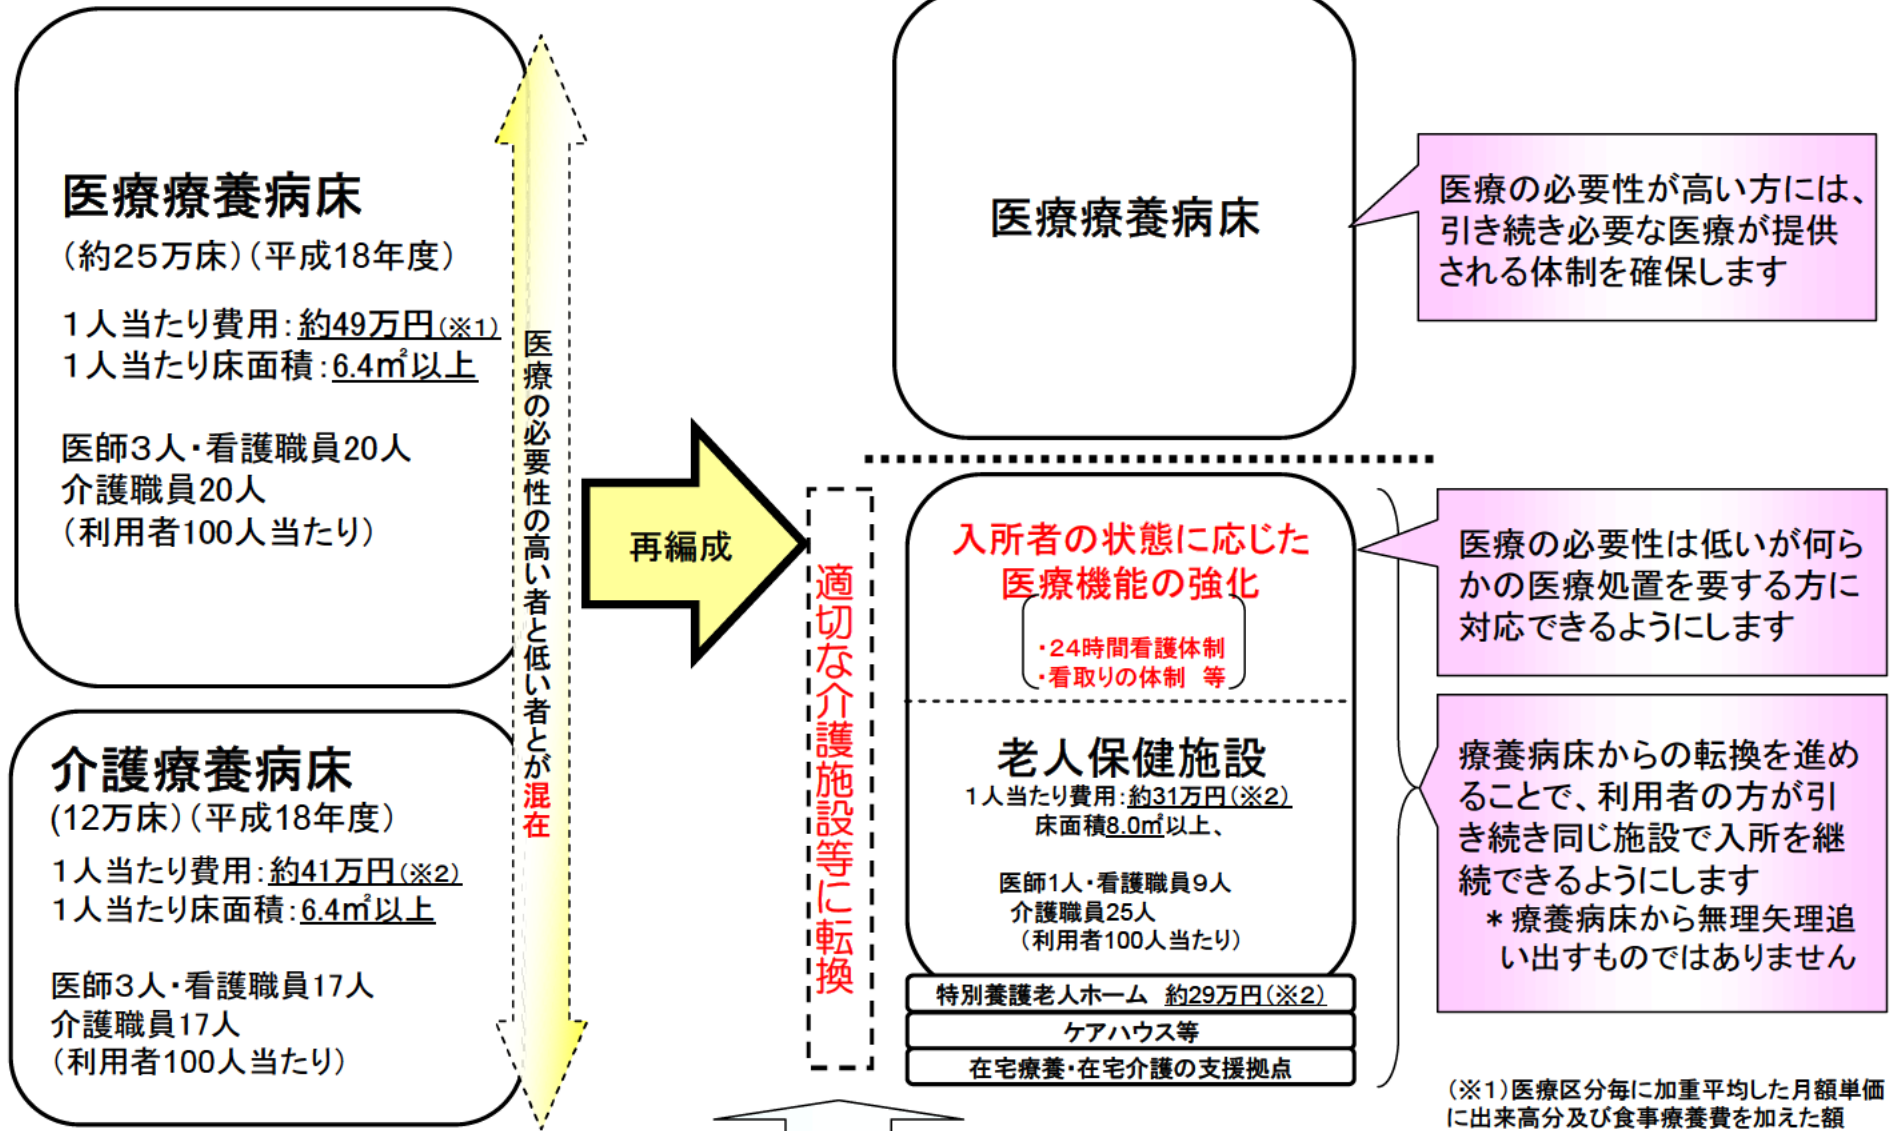 医療療養病床
(約25万床)(平成18年度)
1人当たり費用:約49万円(※1)
1人当たり床面積:6.4㎡以上
医師3人・看護職員20人
介護職員20人
(利用者100人当たり)
介護療養病床
(12万床)(平成18年度)
1人当たり費用:約41万円(※2)
1人当たり床面積:6.4㎡以上
医師3人・看護職員17人
介護職員17人
(利用者100人当たり)
医療の必要性の高い者と低い者とが混在
再編成
適切な介護施設等に転換
医療療養病床
入所者の状態に応じた
医療機能の強化
・24時間看護体制
・看取りの体制 等
老人保健施設
1人当たり費用:約31万円(※2)
床面積8.0㎡以上、
医師1人・看護職員9人
介護職員25人
(利用者100人当たり)
特別養護老人ホーム 約29万円(※2)
ケアハウス等
在宅療養・在宅介護の支援拠点
医療の必要性が高い方には、
引き続き必要な医療が提供
される体制を確保します
医療の必要性は低いが何ら
かの医療処置を要する方に
対応できるようにします
療養病床からの転換を進め
ることで、利用者の方が引
き続き同じ施設で入所を継
続できるようにします
*療養病床から無理矢理追
い出すものではありません
(※1)医療区分毎に加重平均した月額単価
に出来高分及び食事療養費を加えた額